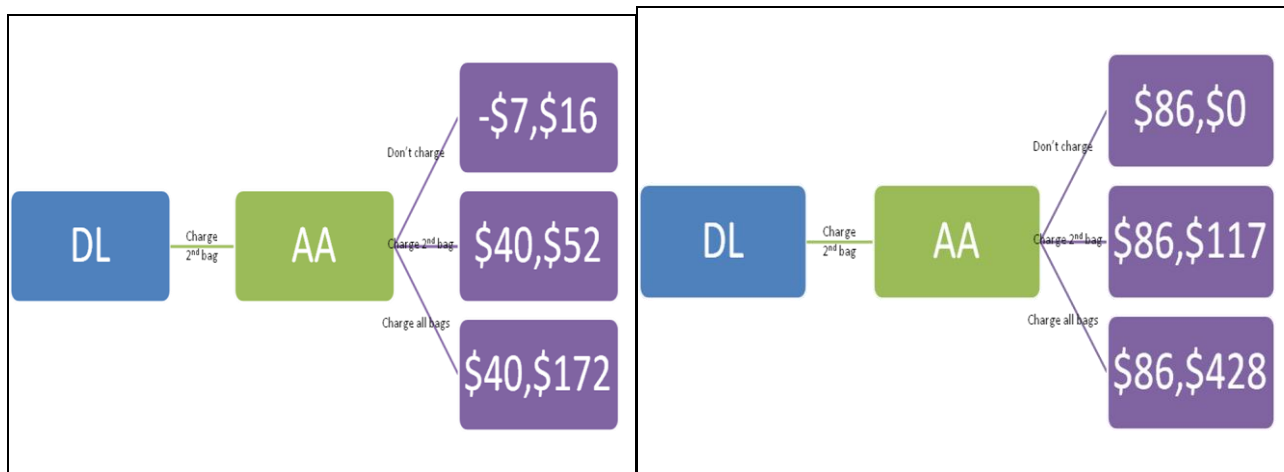 -$7,$16
Don't charge
DL
Charge
2nd bag
AA
Charge 2nd bag
$40,$52
Charge all bags
$40,$172
$86,$0
Don't charge
DL
Charge
2nd bag
AA
Charge 2nd bag
$86,$117
Charge all bags
$86,$428